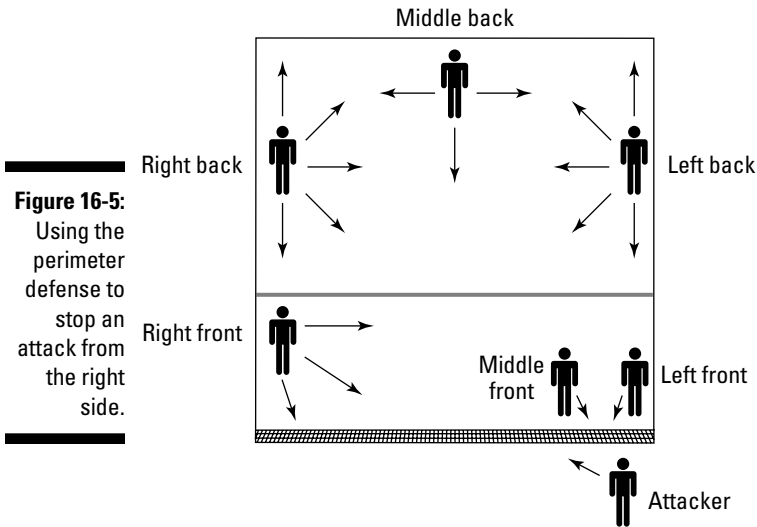 Middle back
Right back
Left back
Figure 16-5:
Using the
perimeter
defense to
stop an
attack from
the right
side.
Right front
Middle
front
Left front
Attacker